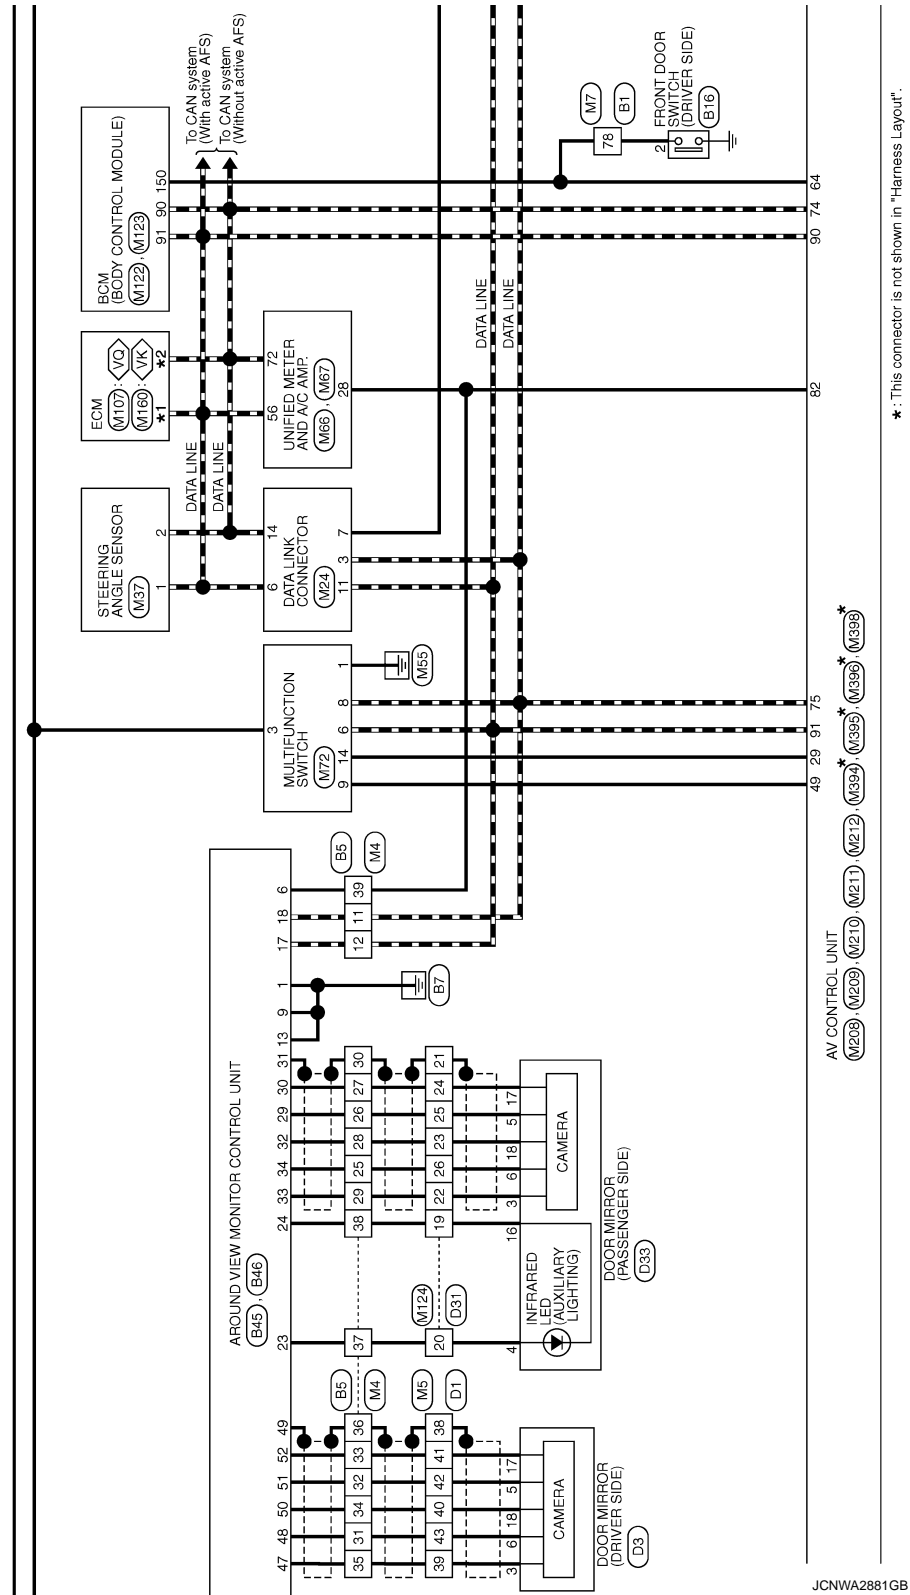 To CAN system
(With active AFS)
To CAN system
(Without active AFS)
BCM
(BODY CONTROL MODULE)
M122 , M123
150
90
91
M7
B1
78
FRONT DOOR
SWITCH
(DRIVER SIDE)
B16
2
64
74
90
ECM
M107 : VQ
M160 : VK
*1
*2
UNIFIED METER
AND A/C AMP.
M66 , M67
56
72
28
DATA LINE
DATA LINE
82
DATA LINE
DATA LINE
STEERING
ANGLE SENSOR
M37
1
2
DATA LINK
CONNECTOR
M24
6
14
11
3
7
MULTIFUNCTION
SWITCH
M72
3
9
14
6
8
1
M55
49
29
91
75
AROUND VIEW MONITOR CONTROL UNIT
B45 , B46
6
18
17
39
11
12
B5
M4
1
9
13
B7
31
30
29
32
34
33
24
23
30
27
26
28
25
29
38
37
21
24
25
23
26
22
19
20
17
5
18
6
3
16
4
CAMERA
INFRARED
LED
(AUXILIARY
LIGHTING)
DOOR MIRROR
(PASSENGER SIDE)
D33
M124
D31
B5
M4
M5
D1
49
52
51
50
48
47
36
33
32
34
31
35
38
41
42
40
43
39
17
5
18
6
3
CAMERA
DOOR MIRROR
(DRIVER SIDE)
D3
AV CONTROL UNIT
M208 , M209 , M210 , M211 , M212 , M394* , M395* , M396* , M398*
* : This connector is not shown in "Harness Layout".
JCNWA2881GB